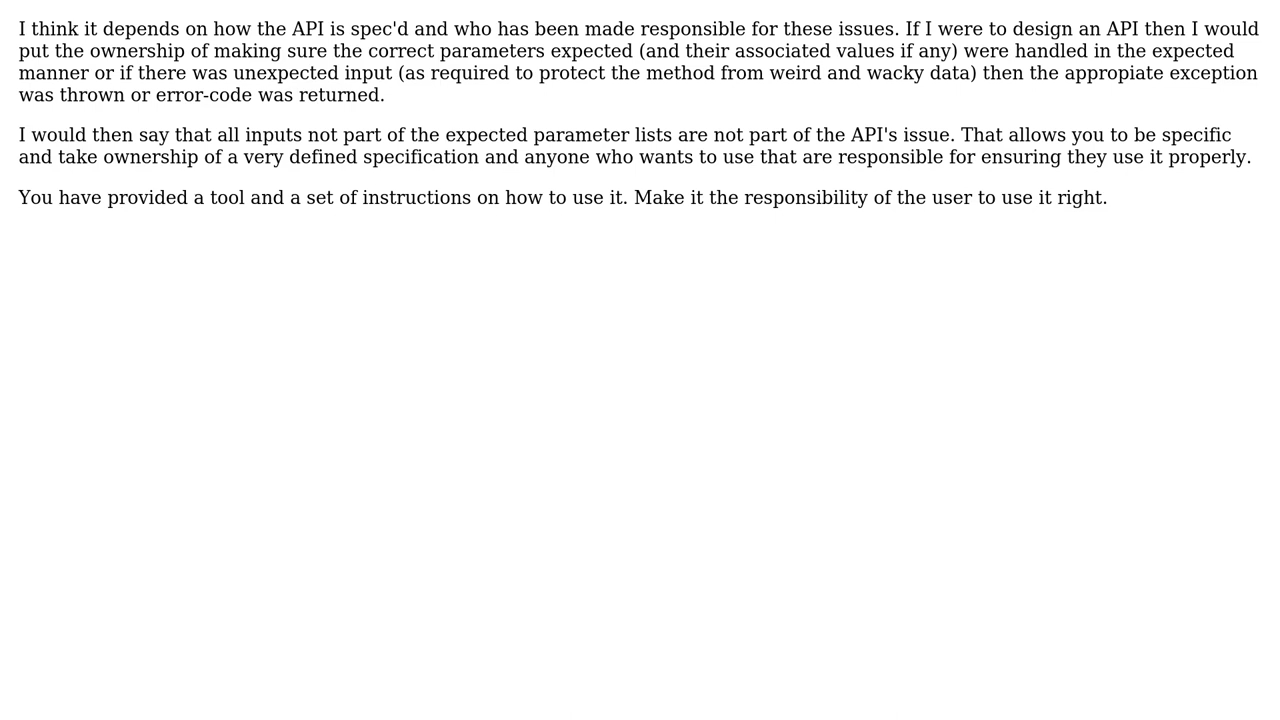 I think it depends on how the API is spec'd and who has been made responsible for these issues. If I were to design an API then I would
put the ownership of making sure the correct parameters expected (and their associated values if any) were handled in the expected
manner or if there was unexpected input (as required to protect the method from weird and wacky data) then the appropiate exception
was thrown or error-code was returned.
I would then say that all inputs not part of the expected parameter lists are not part of the API's issue. That allows you to be specific
and take ownership of a very defined specification and anyone who wants to use that are responsible for ensuring they use it properly.
You have provided a tool and a set of instructions on how to use it. Make it the responsibility of the user to use it right.